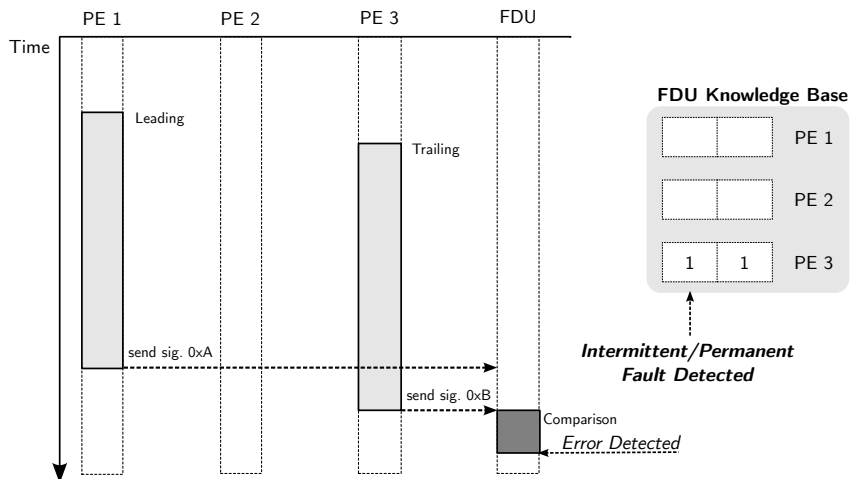 PE 1
PE 2
PE 3
FDU
Time
Leading
Trailing
send sig. 0xA
send sig. 0xB
Comparison
Error Detected
FDU Knowledge Base
PE 1
PE 2
1 1 PE 3
Intermittent/Permanent
Fault Detected